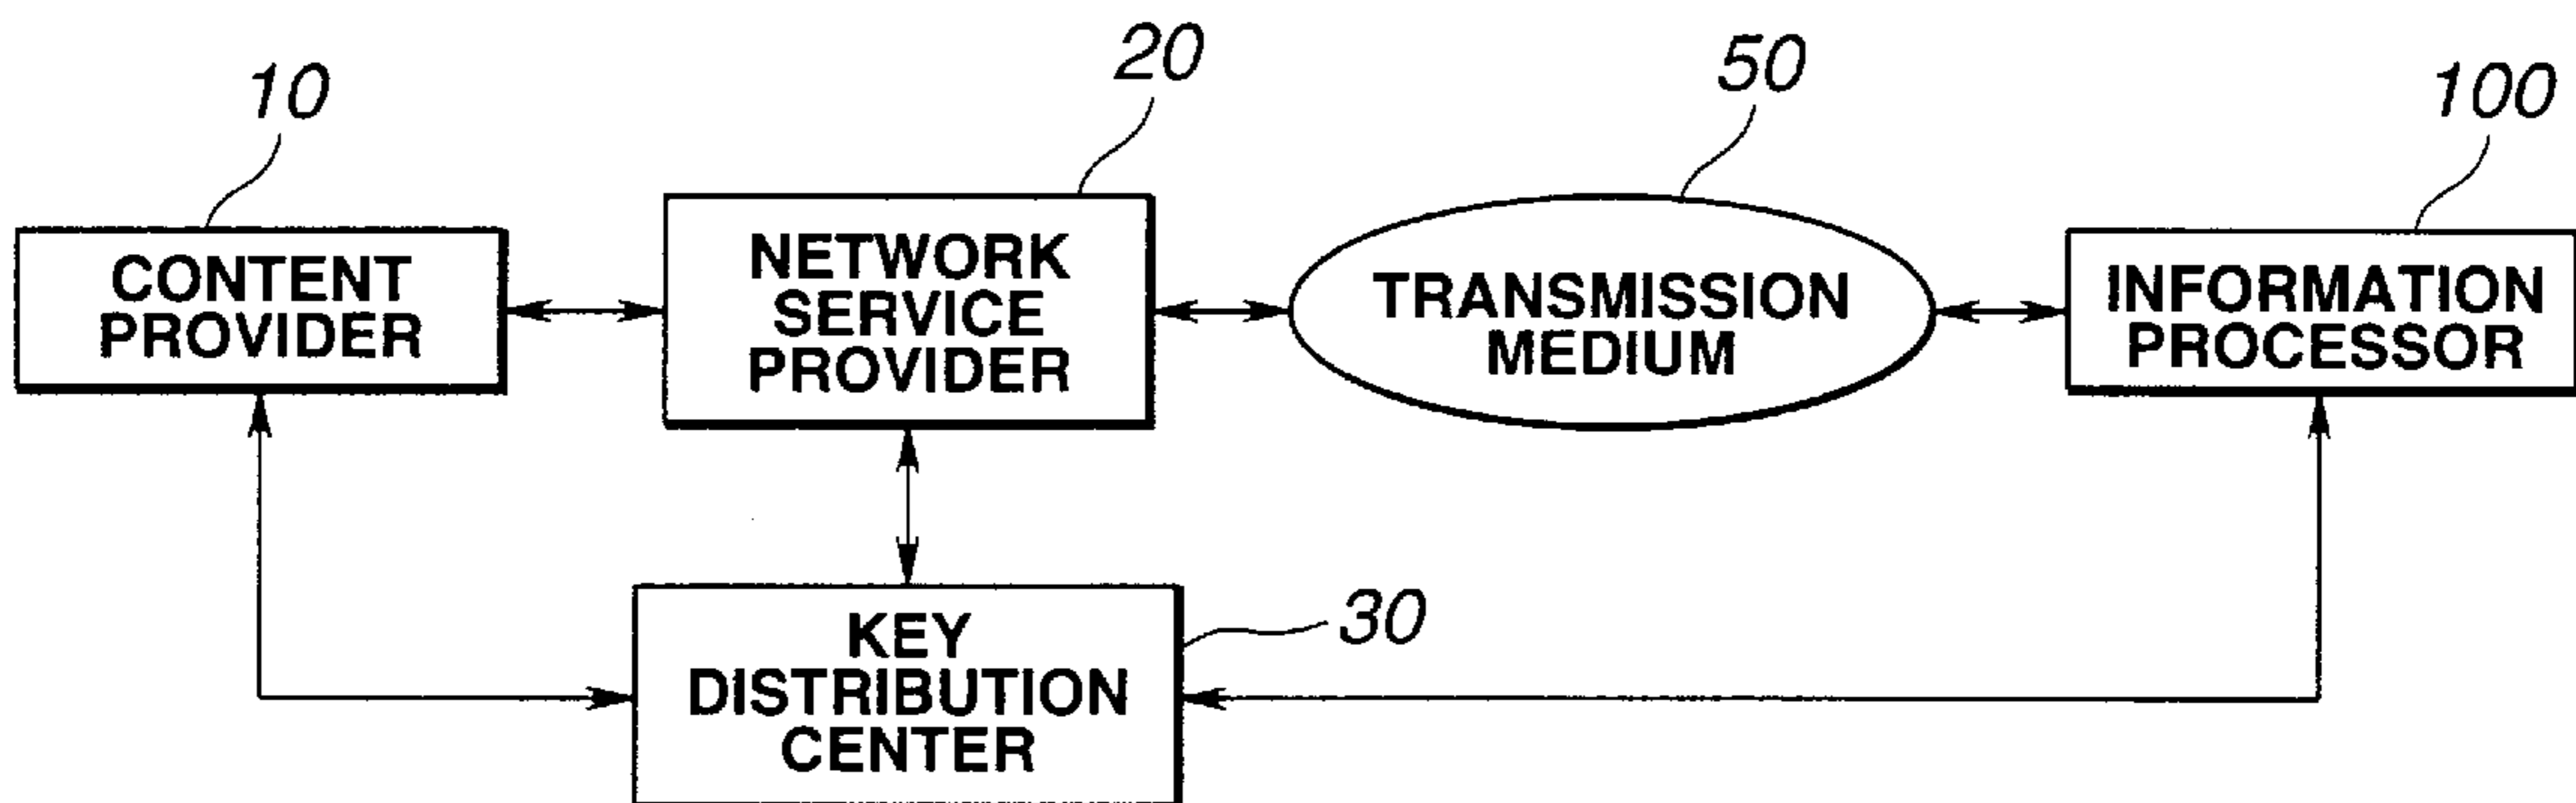 10
20
50
100
CONTENT
PROVIDER
NETWORK
SERVICE
PROVIDER
TRANSMISSION
MEDIUM
INFORMATION
PROCESSOR
KEY
DISTRIBUTION
CENTER
30